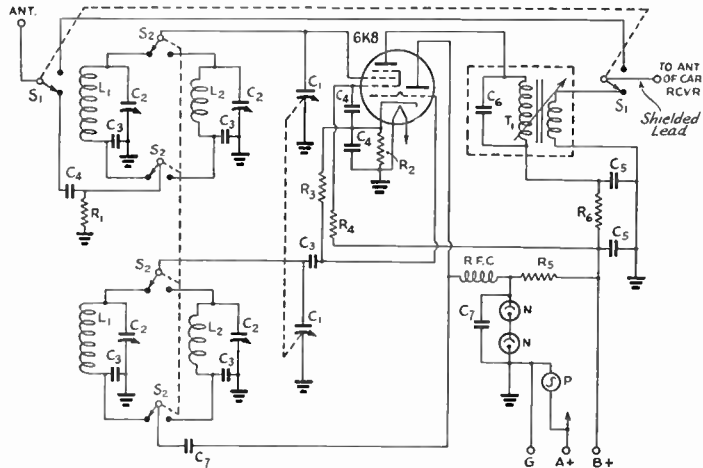 ANT.
S1
L1
C2
C3
S2
L2
C2
C3
S2
C4
R1
C1
6K8
C4
C4
R2
R3
R4
C6
T1
S1
TO ANT
OF CAR
RCVR
Shielded
Lead
C5
R6
C5
S2
L1
C2
C3
L2
C2
C3
S2
C7
C3
C1
R.F.C
R5
C7
N
N
P
G
A+
B+